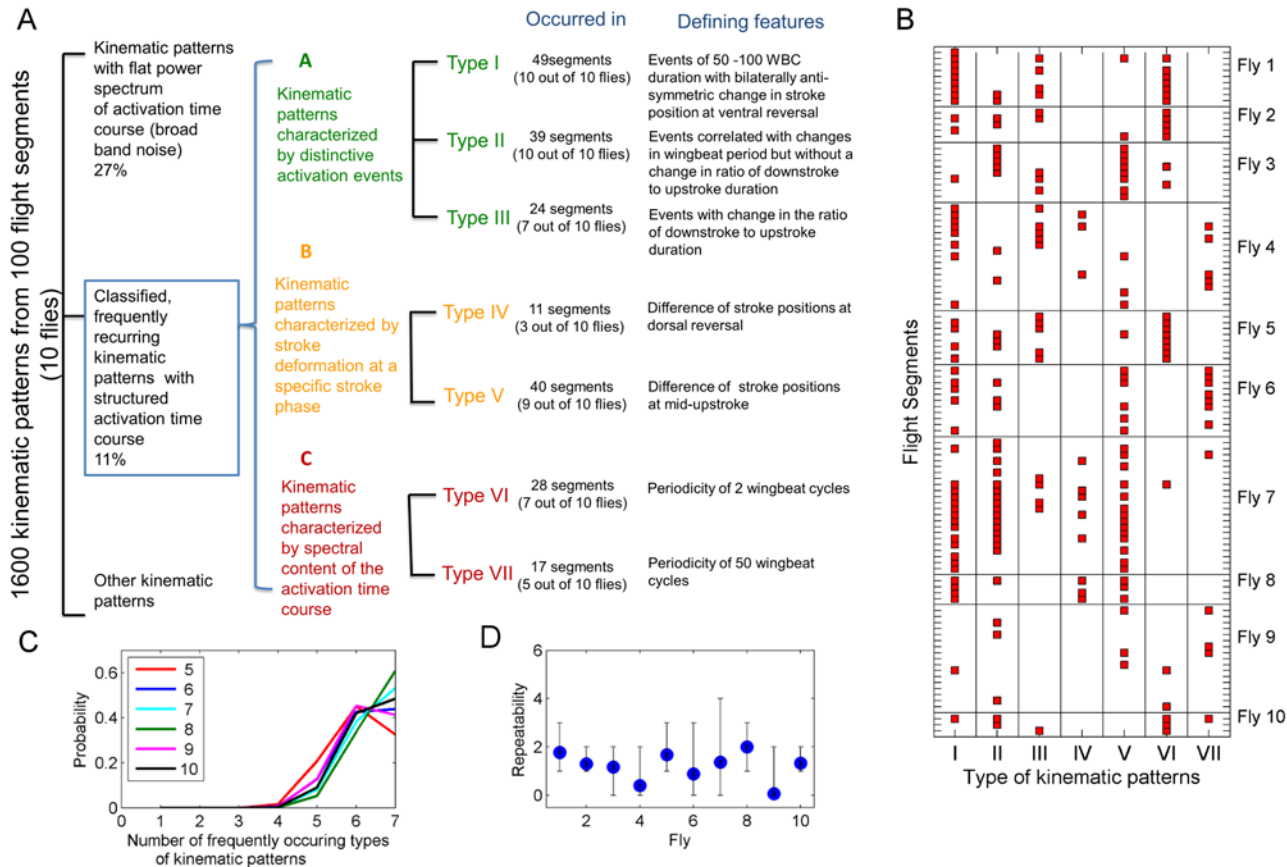 A
Occurred in
Defining features
1600 kinematic patterns from 100 flight segments
(10 flies)
Kinematic patterns
with flat power
spectrum
of activation time
course (broad
band noise)
27%
Classified,
frequently
recurring
kinematic
patterns with
structured
activation time
course
11%
Other kinematic
patterns
A
Kinematic
patterns
characterized
by distinctive
activation events
Type I
49segments
(10 out of 10 flies)
Events of 50 -100 WBC
duration with bilaterally anti-
symmetric change in stroke
position at ventral reversal
Type II
39 segments
(10 out of 10 flies)
Events correlated with changes
in wingbeat period but without a
change in ratio of downstroke
to upstroke duration
Type III
24 segments
(7 out of 10 flies)
Events with change in the ratio
of downstroke to upstroke
duration
B
Kinematic
patterns
characterized by
stroke
deformation at a
specific stroke
phase
Type IV
11 segments
(3 out of 10 flies)
Difference of stroke positions at
dorsal reversal
Type V
40 segments
(9 out of 10 flies)
Difference of stroke positions
at mid-upstroke
C
Kinematic
patterns
characterized
by spectral
content of the
activation time
course
Type VI
28 segments
(7 out of 10 flies)
Periodicity of 2 wingbeat cycles
Type VII
17 segments
(5 out of 10 flies)
Periodicity of 50 wingbeat
cycles
B
Flight Segments
Fly 1
Fly 2
Fly 3
Fly 4
Fly 5
Fly 6
Fly 7
Fly 8
Fly 9
Fly 10
I II III IV V VI VII
Type of kinematic patterns
C
Probability
0.6
0.4
0.2
0
5
6
7
8
9
10
0 1 2 3 4 5 6 7
Number of frequently occuring types
of kinematic patterns
D
Repeatability
6
4
2
0
2 4 6 8 10
Fly